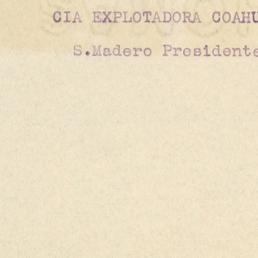 CIA EXPLOTADORA COAHU
S.Madero Presidente